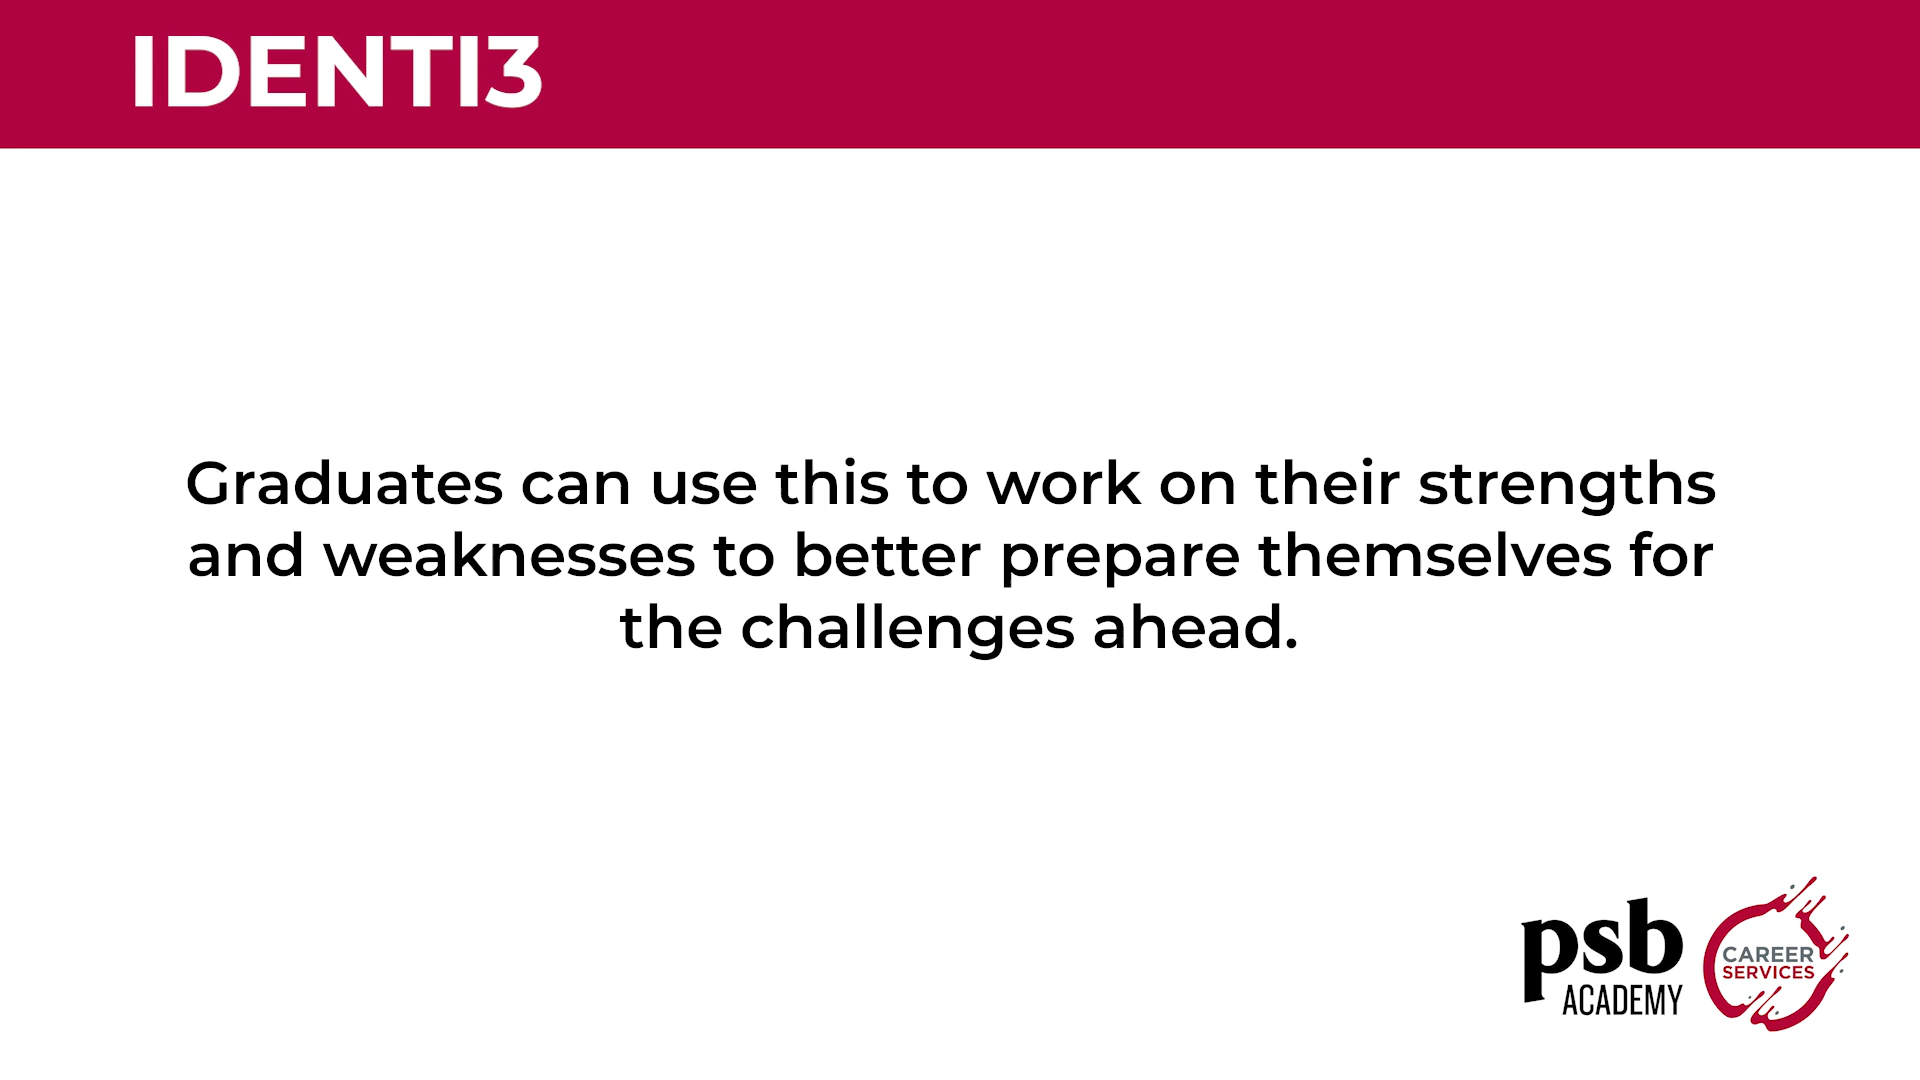 IDENTI3
Graduates can use this to work on their strengths
and weaknesses to better prepare themselves for
the challenges ahead.
psb
ACADEMY
CAREER
SERVICES